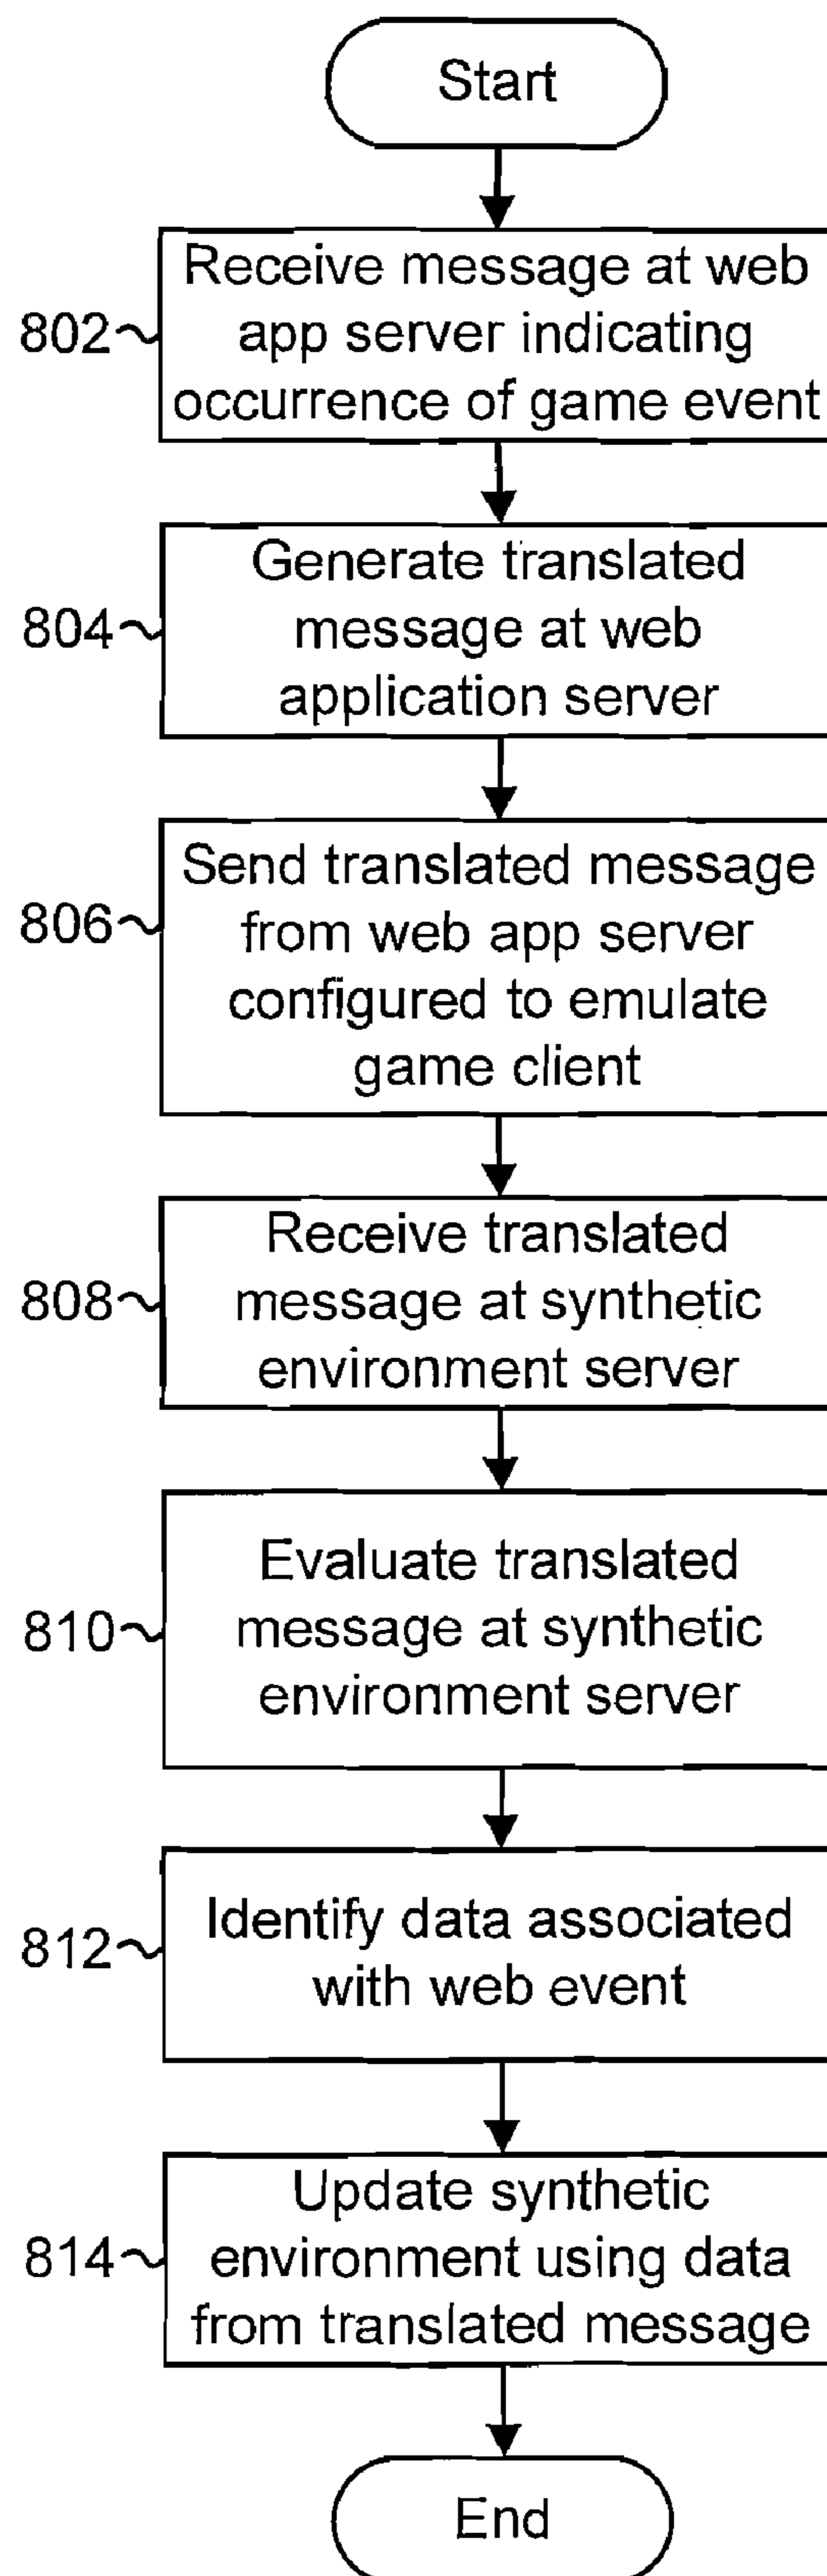 Start
Receive message at web
app server indicating
occurrence of game event
802
Generate translated
message at web
application server
804
Send translated message
from web app server
configured to emulate
game client
806
Receive translated
message at synthetic
environment server
808
Evaluate translated
message at synthetic
environment server
810
Identify data associated
with web event
812
Update synthetic
environment using data
from translated message
814
End